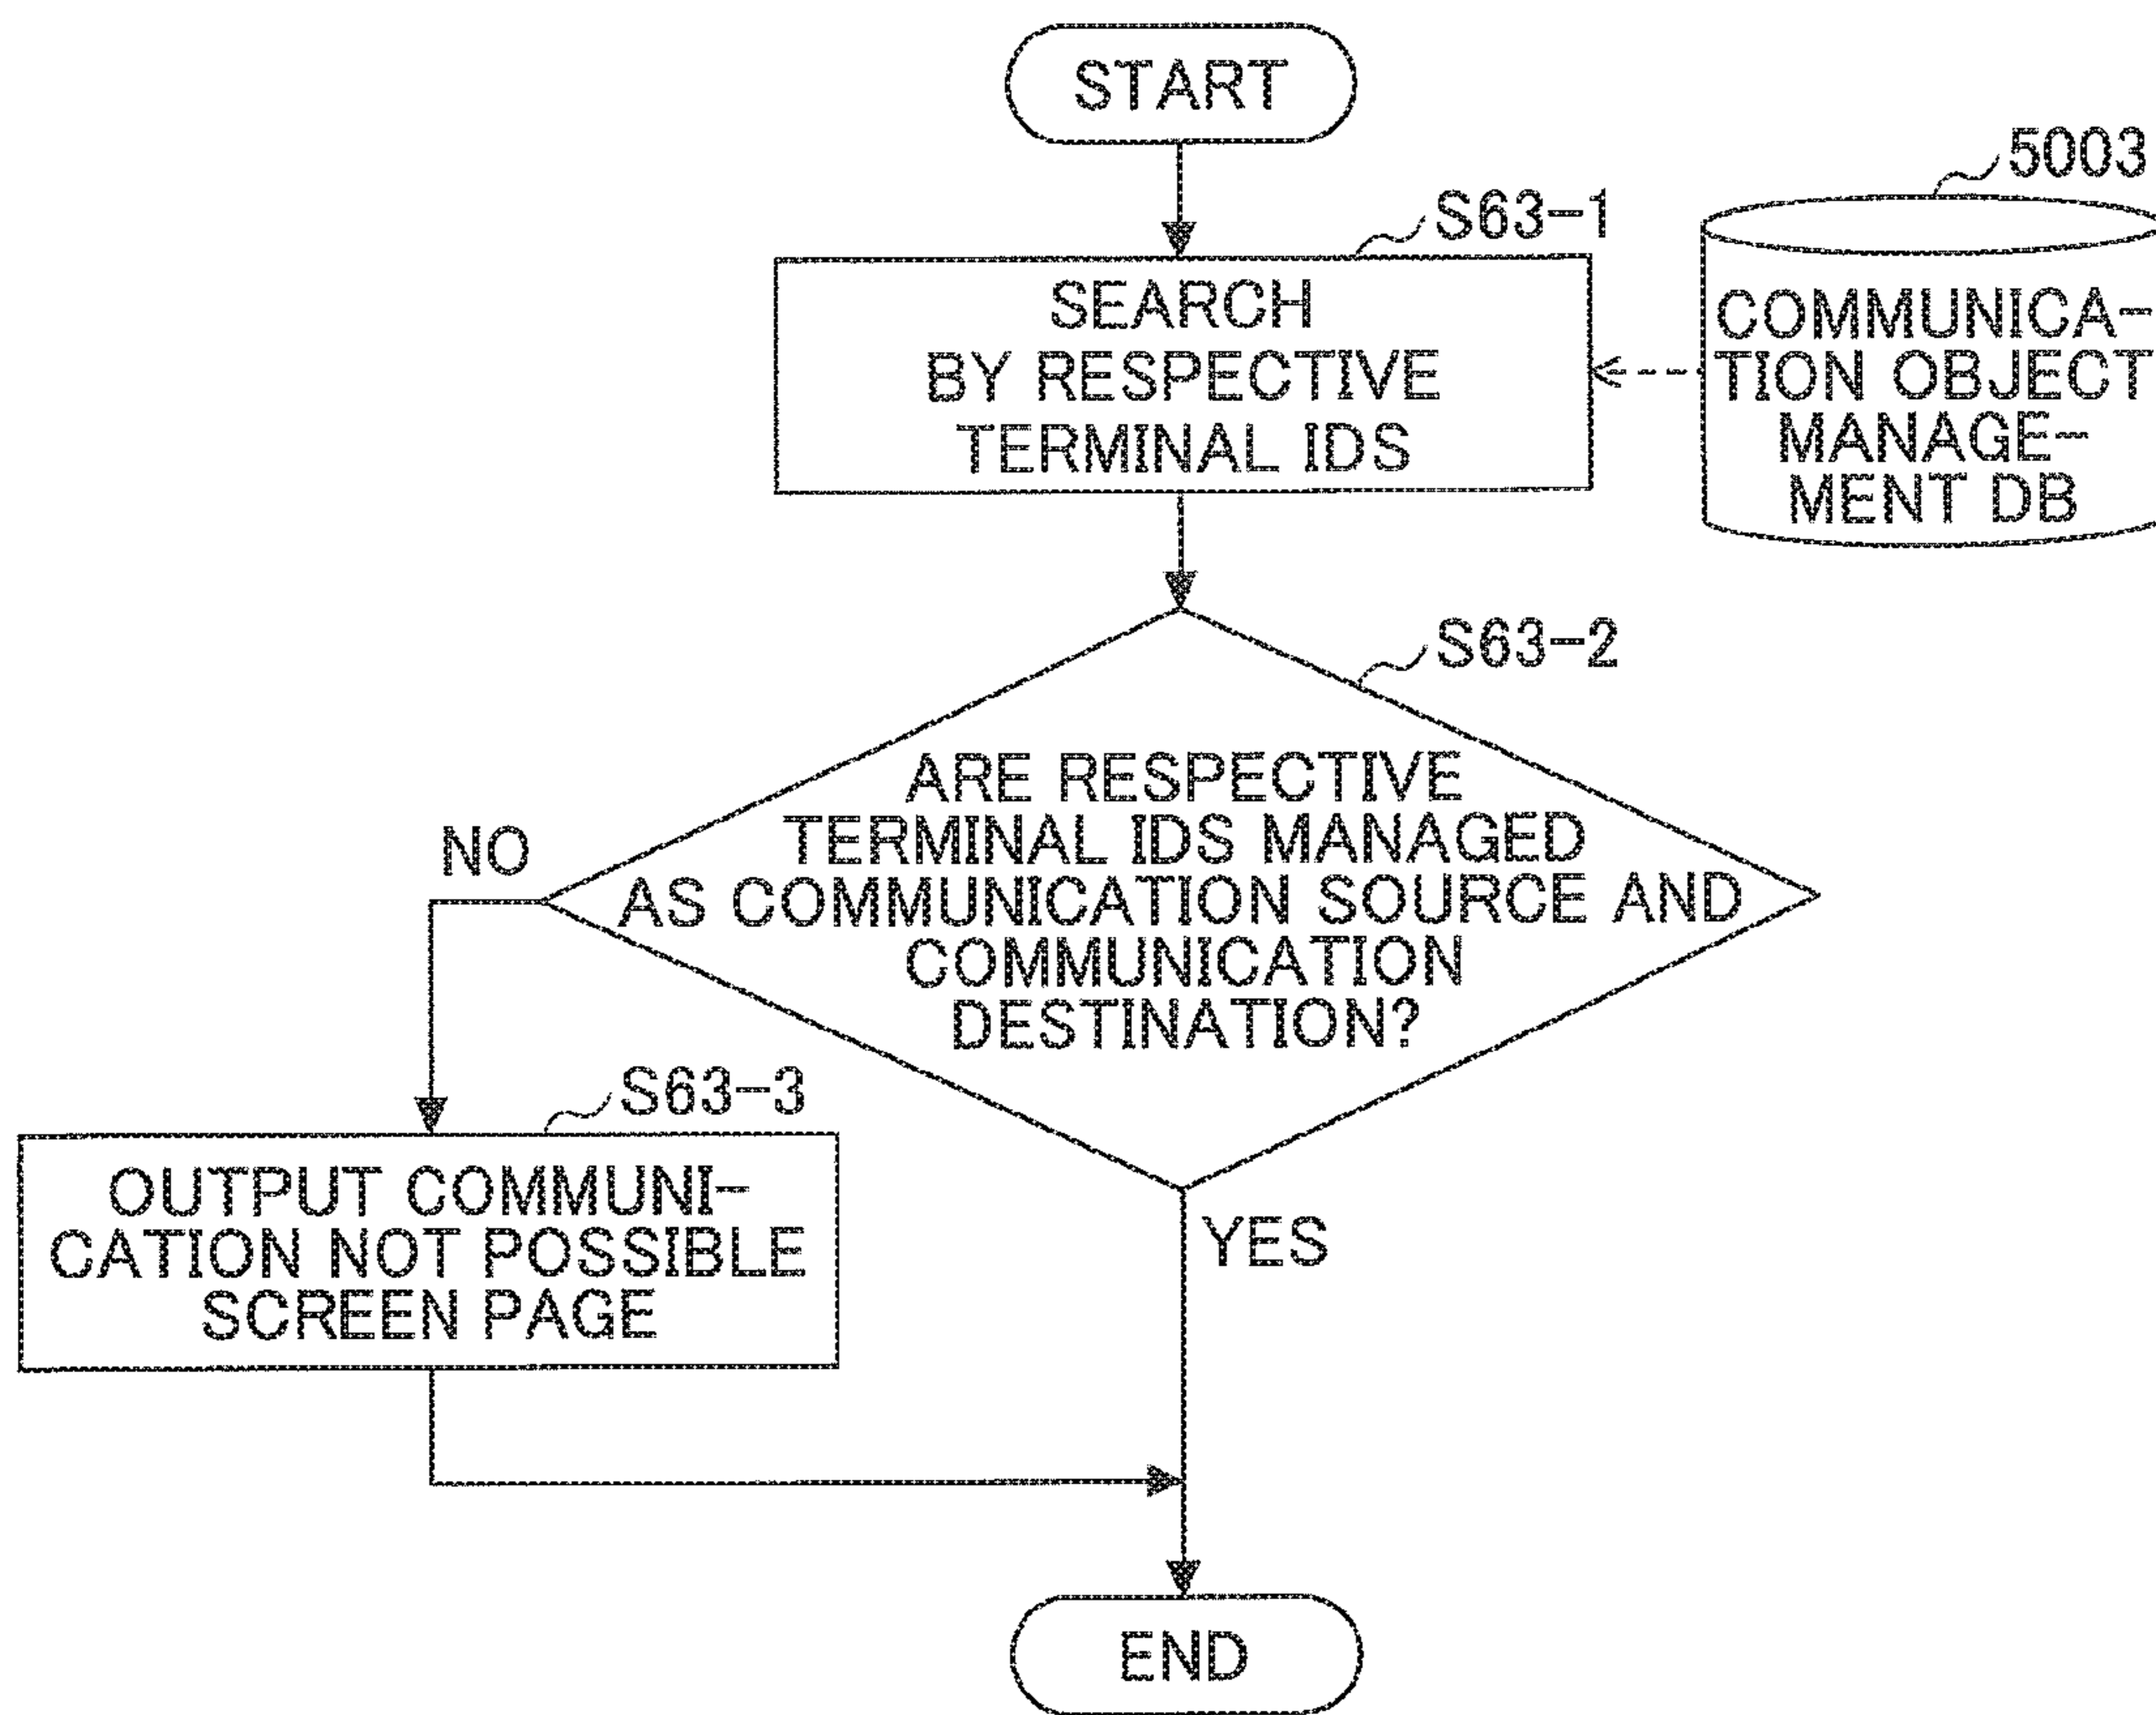 START
5003
S63-1
SEARCH
BY RESPECTIVE
TERMINAL IDS
COMMUNICA-
TION OBJECT
MANAGE-
MENT DB
S63-2
ARE RESPECTIVE
TERMINAL IDS MANAGED
AS COMMUNICATION SOURCE AND
COMMUNICATION
DESTINATION?
NO
S63-3
OUTPUT COMMUNI-
CATION NOT POSSIBLE
SCREEN PAGE
YES
END